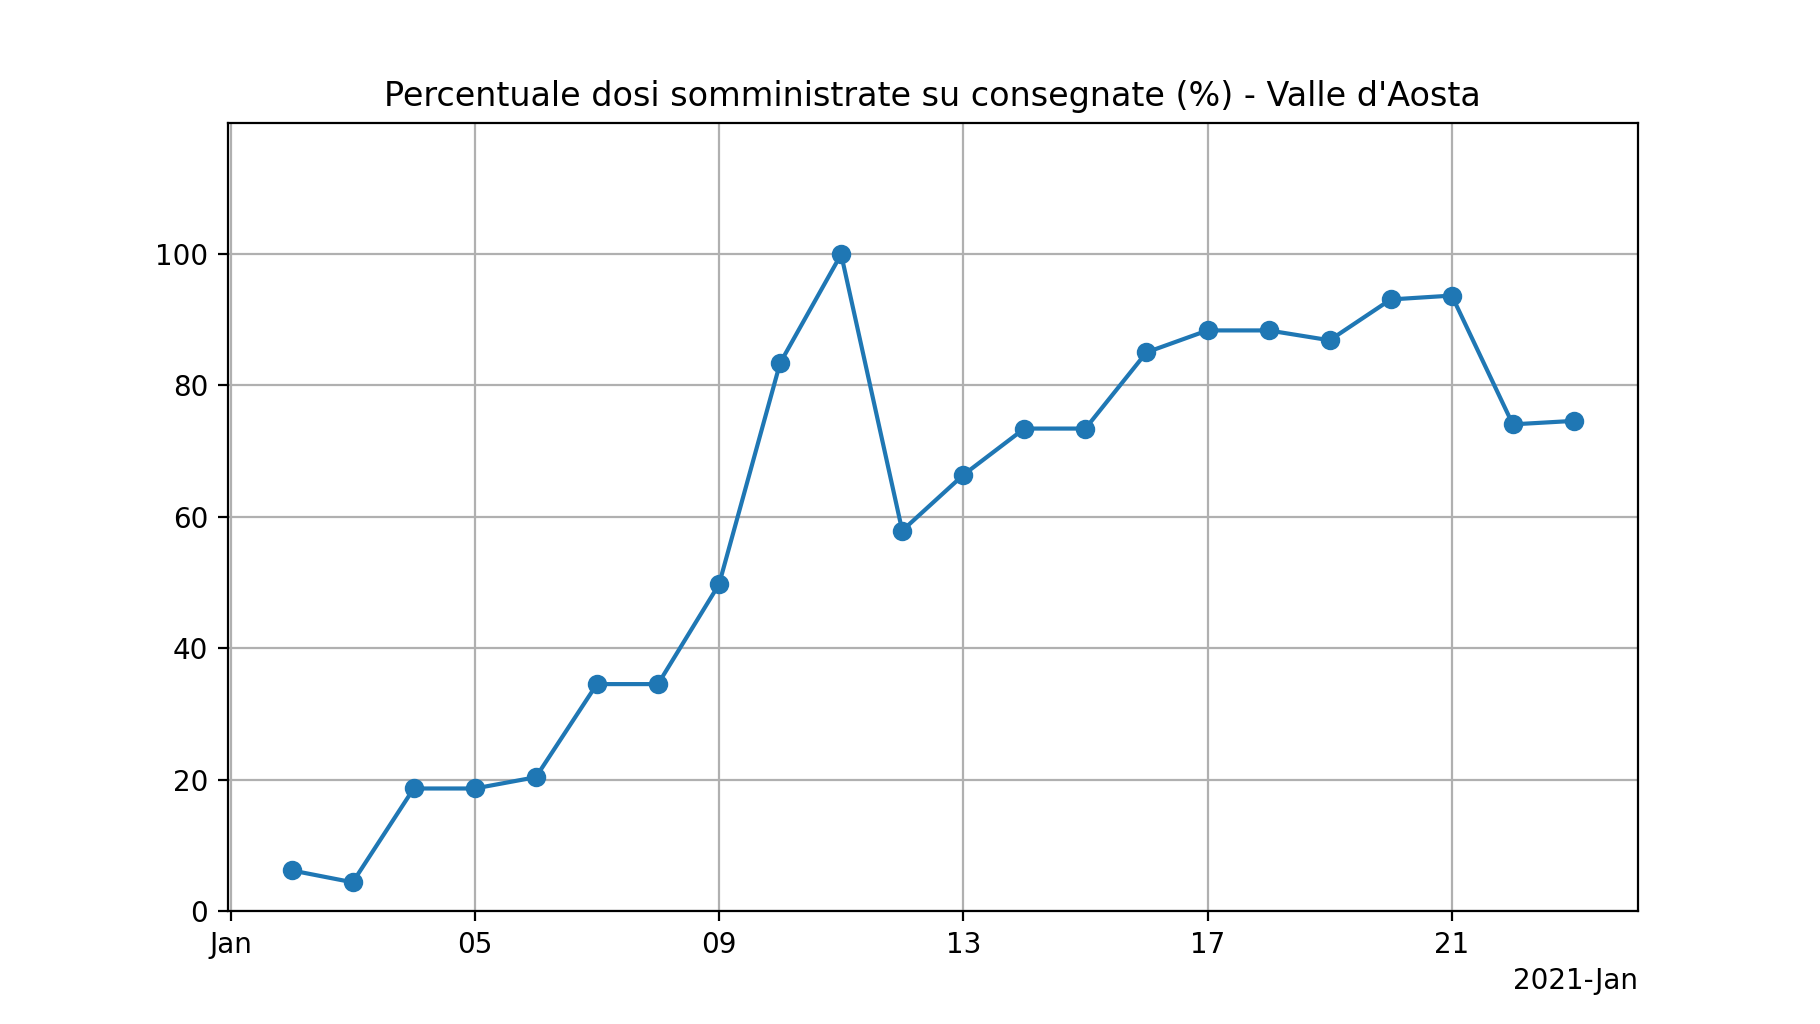 Percentuale dosi somministrate su consegnate (%) - Valle d'Aosta
100
80
60
40
20
0
Jan 05 09 13 17 21
2021-Jan